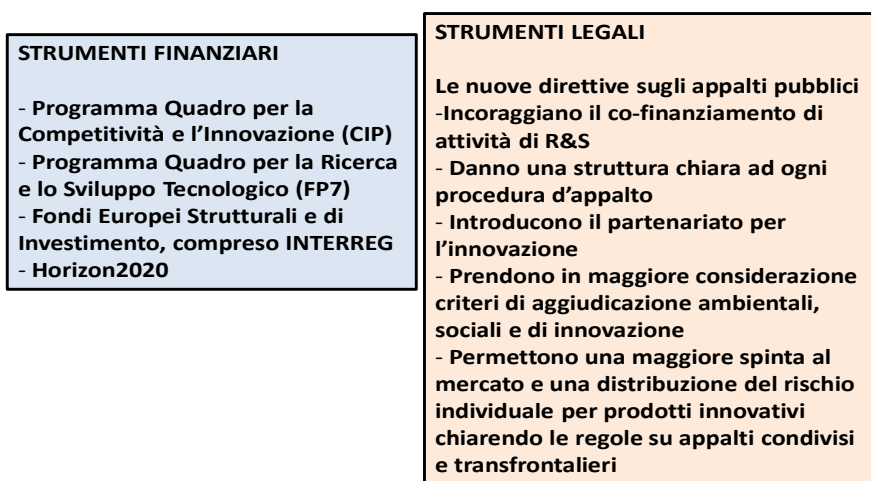 STRUMENTI FINANZIARI
- Programma Quadro per la
Competitività e l'Innovazione (CIP)
- Programma Quadro per la Ricerca
e lo Sviluppo Tecnologico (FP7)
- Fondi Europei Strutturali e di
Investimento, compreso INTERREG
- Horizon2020
STRUMENTI LEGALI
Le nuove direttive sugli appalti pubblici
-Incoraggiano il co-finanziamento di
attività di R&S
- Danno una struttura chiara ad ogni
procedura d'appalto
- Introducono il partenariato per
l'innovazione
- Prendono in maggiore considerazione
criteri di aggiudicazione ambientali,
sociali e di innovazione
- Permettono una maggiore spinta al
mercato e una distribuzione del rischio
individuale per prodotti innovativi
chiarendo le regole su appalti condivisi
e transfrontalieri